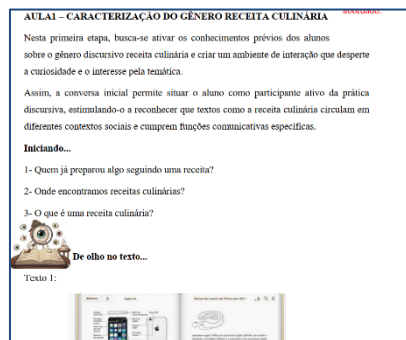 abordado.
AULA1 – CARACTERIZAÇÃO DO GÊNERO RECEITA CULINÁRIA
Nesta primeira etapa, busca-se ativar os conhecimentos prévios dos alunos
sobre o gênero discursivo receita culinária e criar um ambiente de interação que desperte
a curiosidade e o interesse pela temática.
Assim, a conversa inicial permite situar o aluno como participante ativo da prática
discursiva, estimulando-o a reconhecer que textos como a receita culinária circulam em
diferentes contextos sociais e cumprem funções comunicativas específicas.
Iniciando...
1- Quem já preparou algo seguindo uma receita?
2- Onde encontramos receitas culinárias?
3- O que é uma receita culinária?
De olho no texto...
Texto 1: